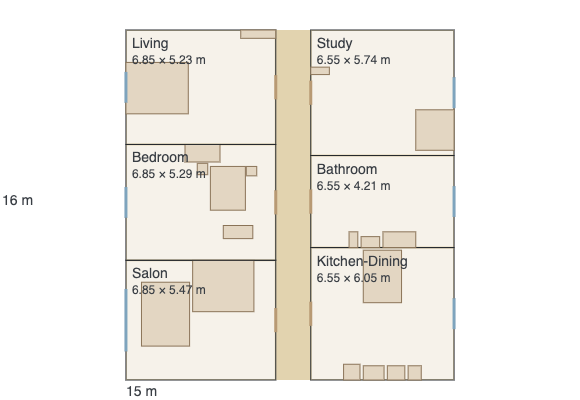 Living
6.85 × 5.23 m
Study
6.55 × 5.74 m
Bedroom
6.85 × 5.29 m
Bathroom
6.55 × 4.21 m
16 m
Salon
6.85 × 5.47 m
Kitchen-Dining
6.55 × 6.05 m
15 m